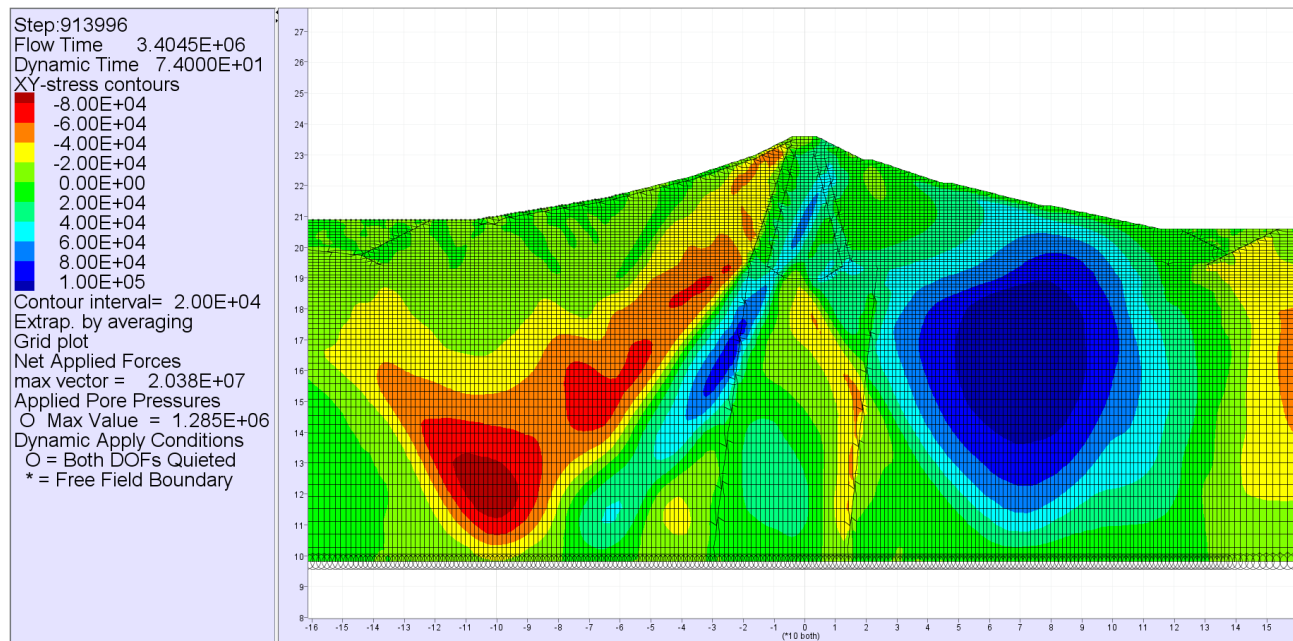 Step:913996
Flow Time 3.4045E+06
Dynamic Time 7.4000E+01
XY-stress contours
-8.00E+04
-6.00E+04
-4.00E+04
-2.00E+04
0.00E+00
2.00E+04
4.00E+04
6.00E+04
8.00E+04
1.00E+05
Contour interval= 2.00E+04
Extrap. by averaging
Grid plot
Net Applied Forces
max vector = 2.038E+07
Applied Pore Pressures
O Max Value = 1.285E+06
Dynamic Apply Conditions
O = Both DOFs Quieted
* = Free Field Boundary
27
26
25
24
23
22
21
20
19
18
17
16
15
14
13
12
11
10
9
8
-16 -15 -14 -13 -12 -11 -10 -9 -8 -7 -6 -5 -4 -3 -2 -1 0 1 2 3 4 5 6 7 8 9 10 11 12 13 14 15
(*10 both)